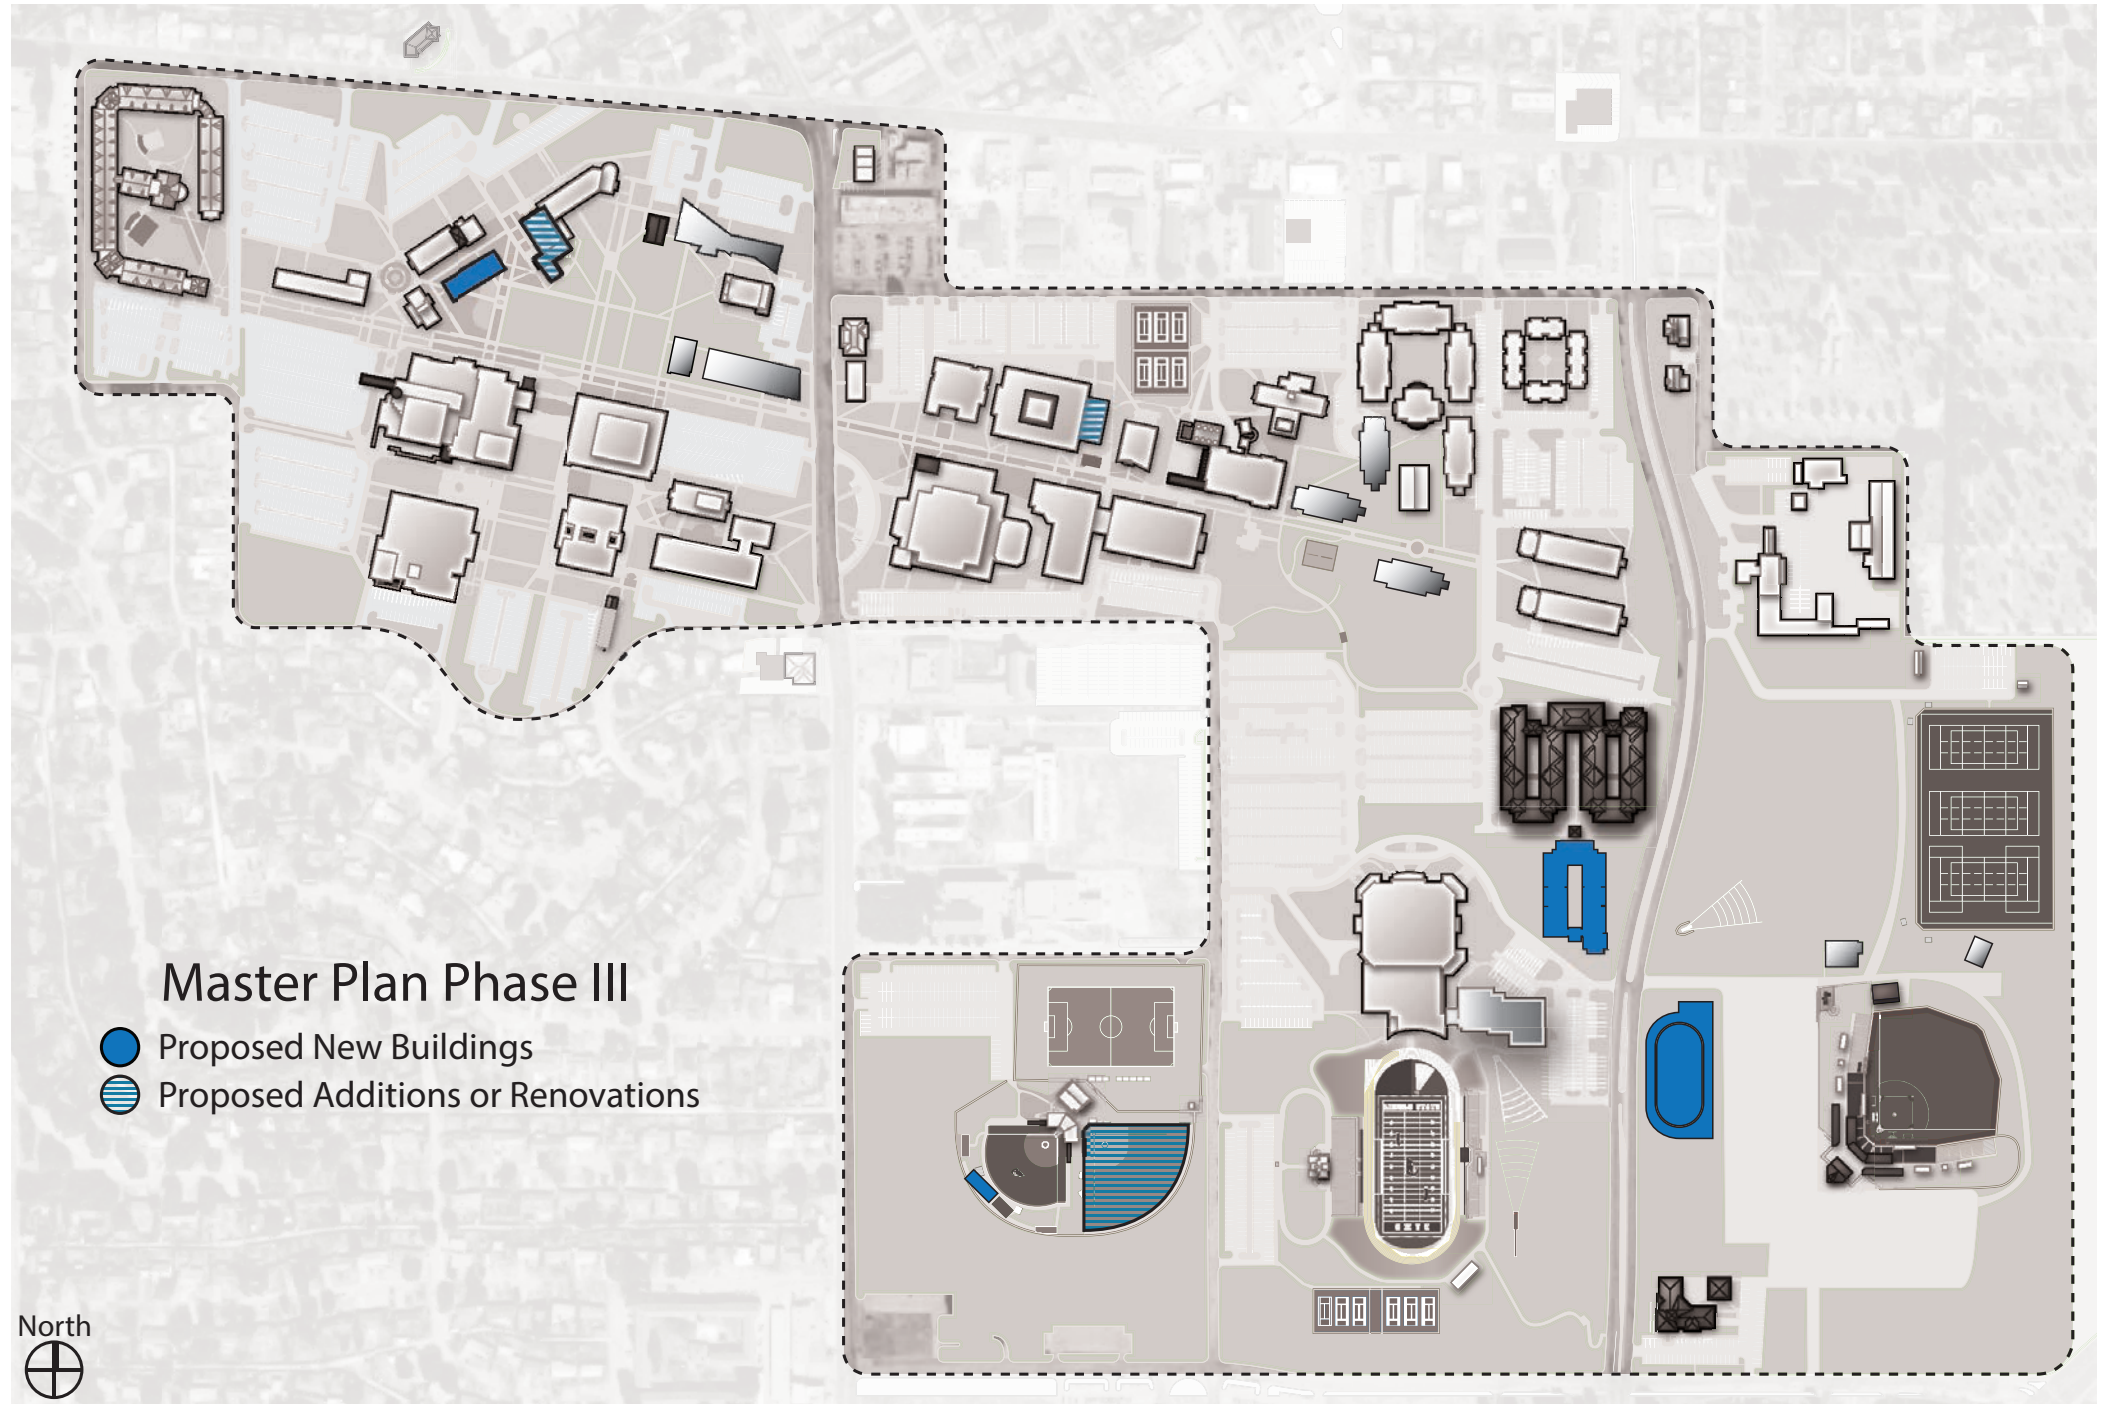 Master Plan Phase III
Proposed New Buildings
Proposed Additions or Renovations
North